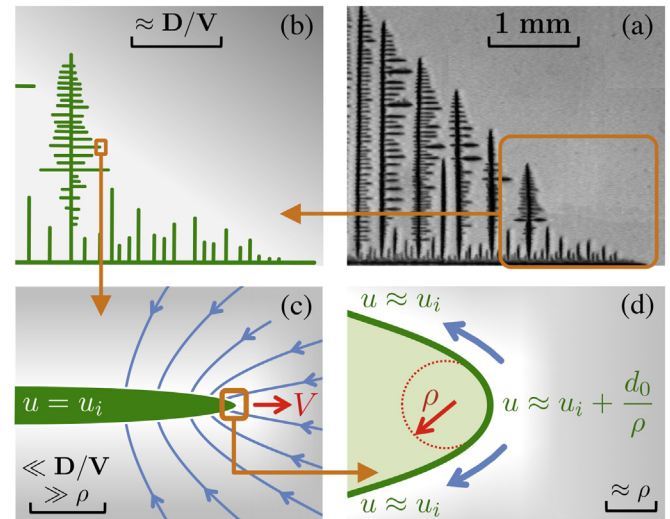 ≈ D/V
(b)
1 mm
(a)
(c)
u = u_i
V
≪ D/V
≫ ρ
u ≈ u_i
(d)
ρ
u ≈ u_i + d_0/ρ
u ≈ u_i
≈ ρ